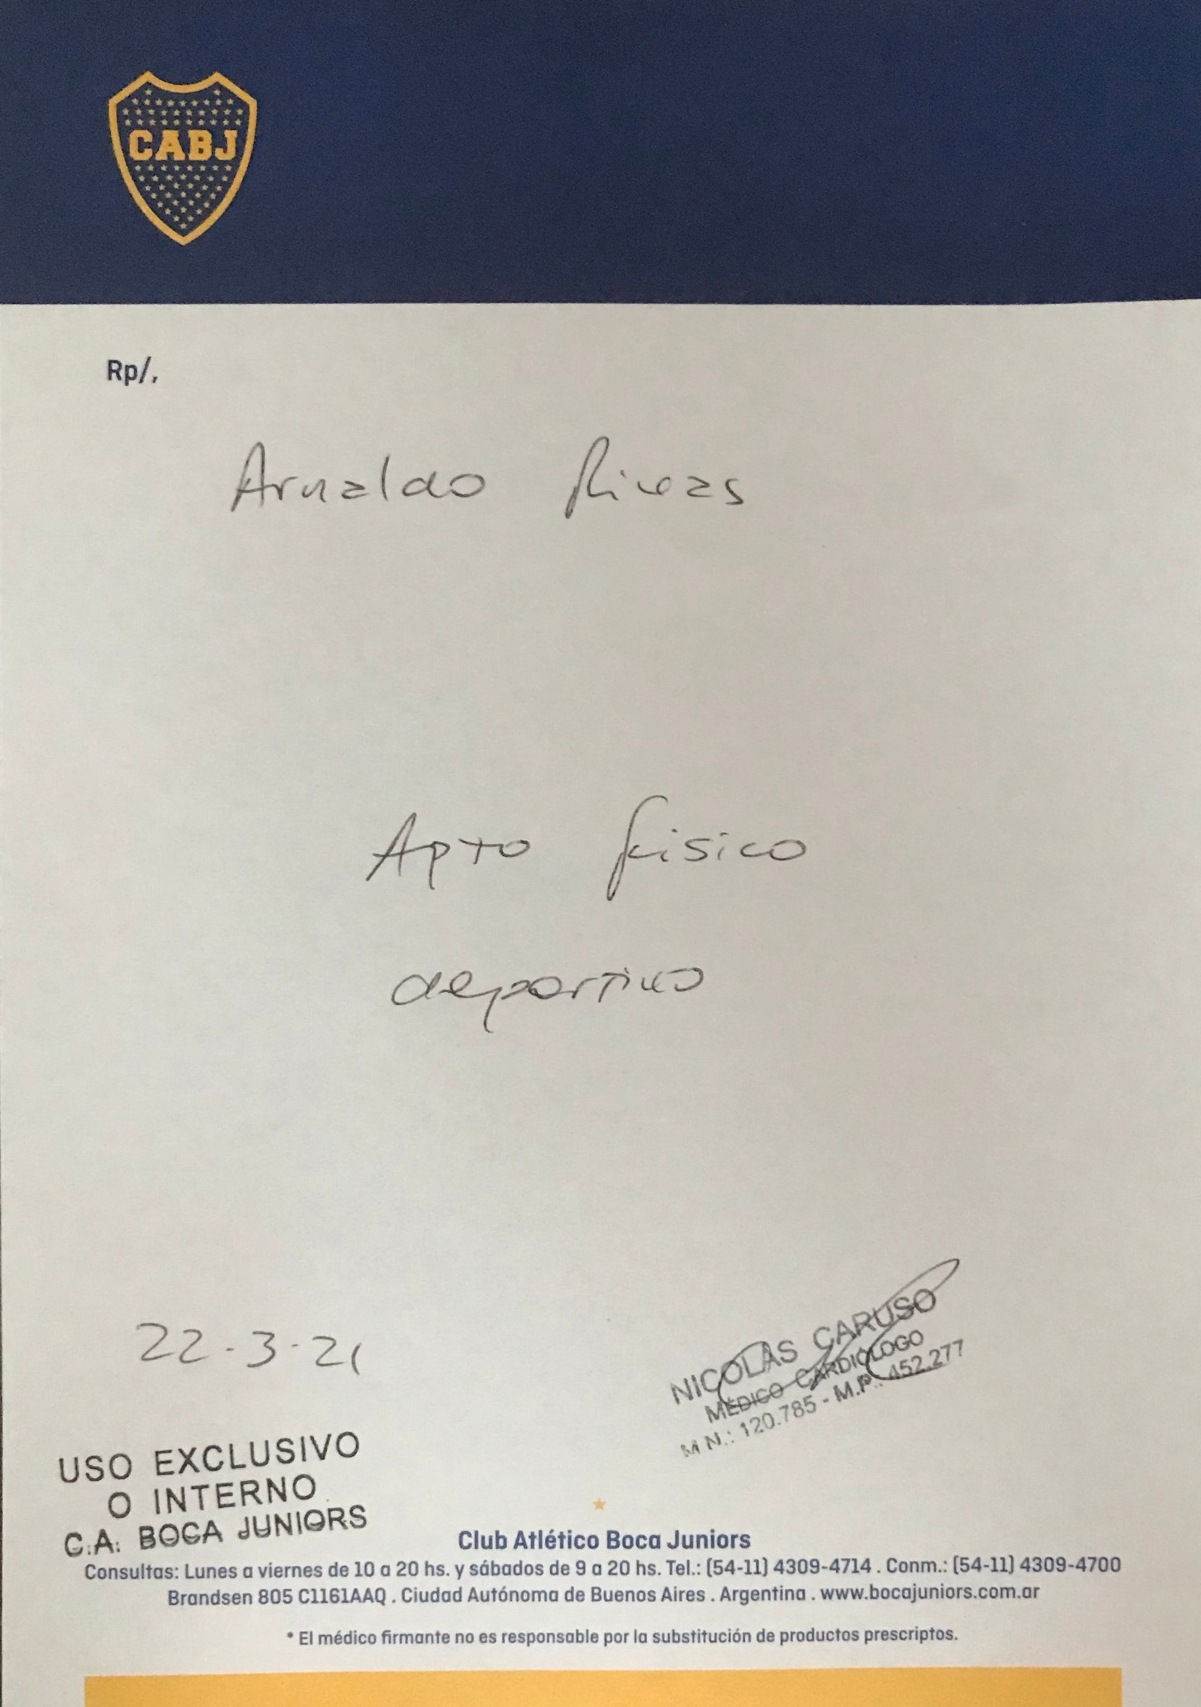 CABJ
Rp/.
Arnaldo Rivas
Apto fisico
deportivo
22-3-21
NICOLAS CARUSO
MÉDICO CARDIÓLOGO
M.N.: 120.785 - M.P.: 452.277
USO EXCLUSIVO
O INTERNO
C.A. BOCA JUNIORS
Club Atlético Boca Juniors
Consultas: Lunes a viernes de 10 a 20 hs. y sábados de 9 a 20 hs. Tel.: (54-11) 4309-4714 . Conm.: (54-11) 4309-4700
Brandsen 805 C1161AAQ . Ciudad Autónoma de Buenos Aires . Argentina . www.bocajuniors.com.ar
* El médico firmante no es responsable por la substitución de productos prescriptos.